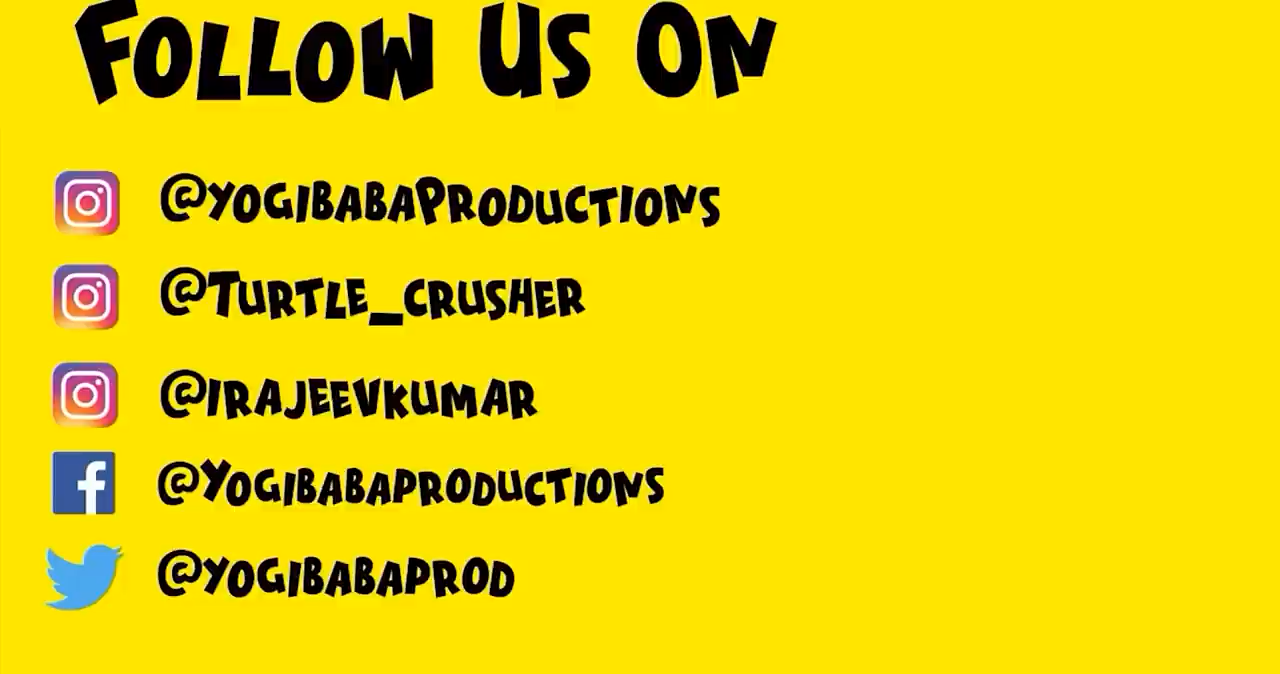 Follow Us On
@yogibabaProductions
@Turtle_crusher
@irajeevkumar
@Yogibabaproductions
@yogibabaprod